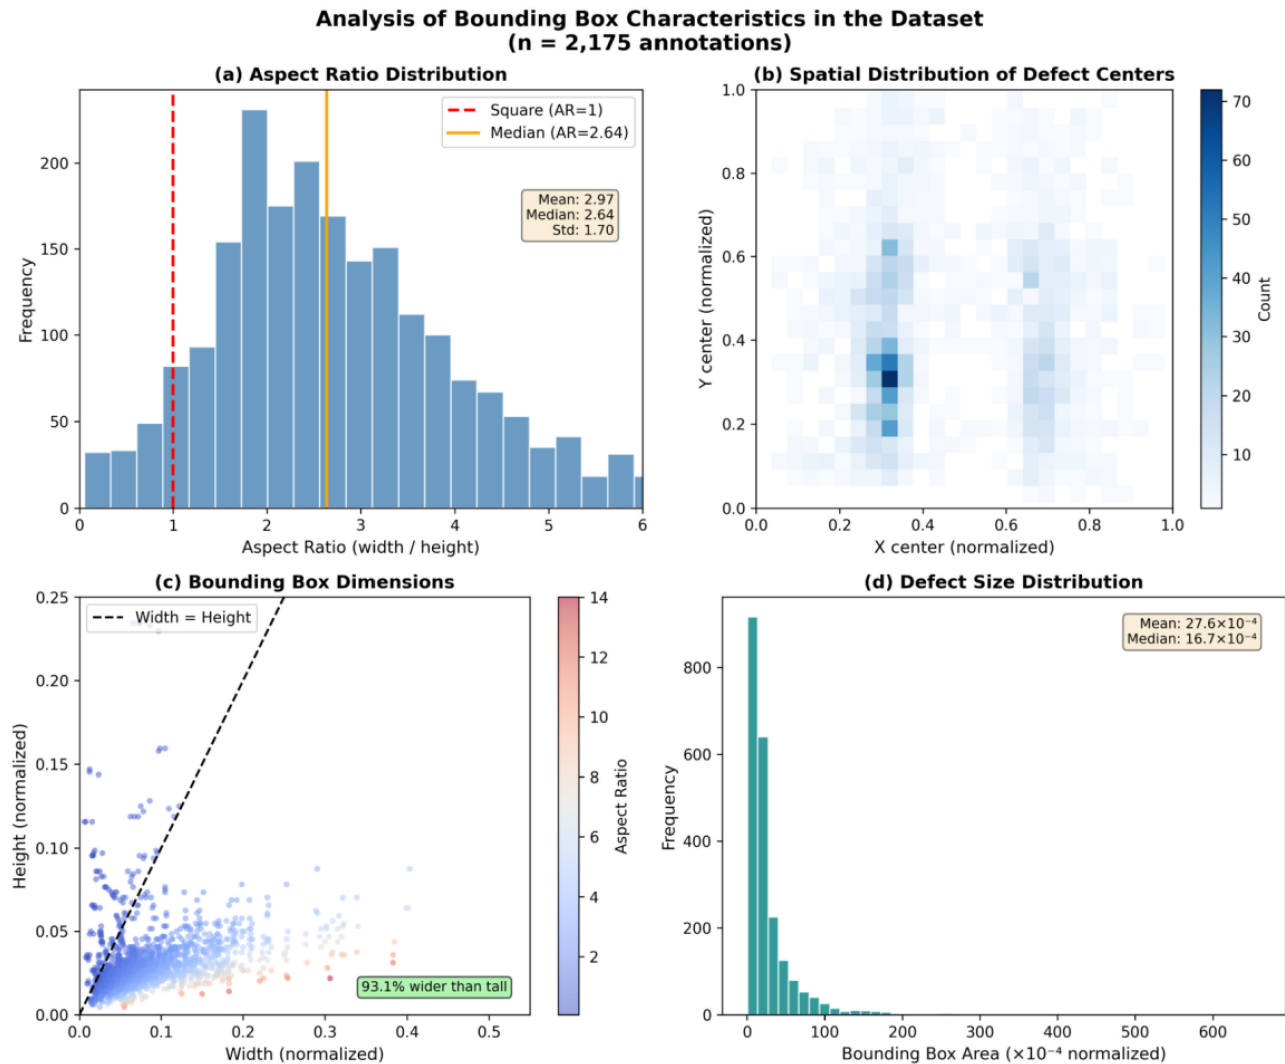 Analysis of Bounding Box Characteristics in the Dataset
(n = 2,175 annotations)
(a) Aspect Ratio Distribution
Square (AR=1)
Median (AR=2.64)
Mean: 2.97
Median: 2.64
Std: 1.70
Frequency
200
150
100
50
0
0 1 2 3 4 5 6
Aspect Ratio (width / height)
(b) Spatial Distribution of Defect Centers
Y center (normalized)
1.0
0.8
0.6
0.4
0.2
0.0
0.0 0.2 0.4 0.6 0.8 1.0
X center (normalized)
70
60
50
40
30
20
10
Count
(c) Bounding Box Dimensions
Width = Height
Height (normalized)
0.25
0.20
0.15
0.10
0.05
0.00
93.1% wider than tall
0.0 0.1 0.2 0.3 0.4 0.5
Width (normalized)
14
12
10
8
6
4
2
Aspect Ratio
(d) Defect Size Distribution
Mean: 27.6×10⁻⁴
Median: 16.7×10⁻⁴
Frequency
800
600
400
200
0
0 100 200 300 400 500 600
Bounding Box Area (×10⁻⁴ normalized)